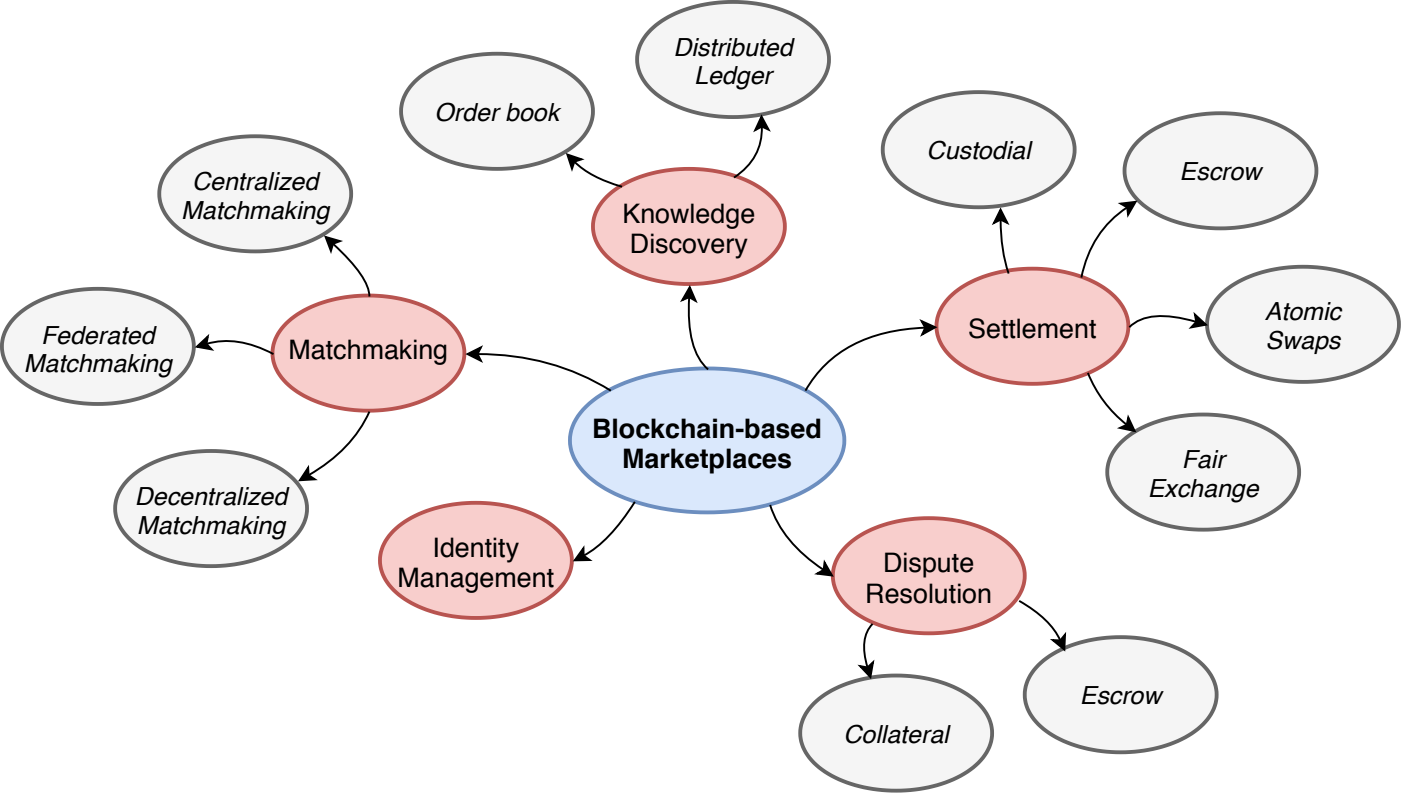 Distributed
Ledger
Order book
Custodial
Escrow
Centralized
Matchmaking
Knowledge
Discovery
Atomic
Swaps
Settlement
Federated
Matchmaking
Matchmaking
Blockchain-based
Marketplaces
Fair
Exchange
Decentralized
Matchmaking
Identity
Management
Dispute
Resolution
Escrow
Collateral